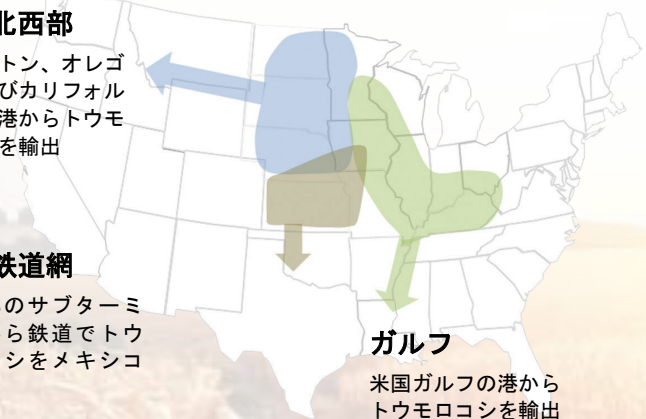 北西部
トン、オレゴ
びカリフォル
港からトウモ
を輸出
鉄道網
のサブターミ
ら鉄道でトウ
シをメキシコ
ガルフ
米国ガルフの港から
トウモロコシを輸出